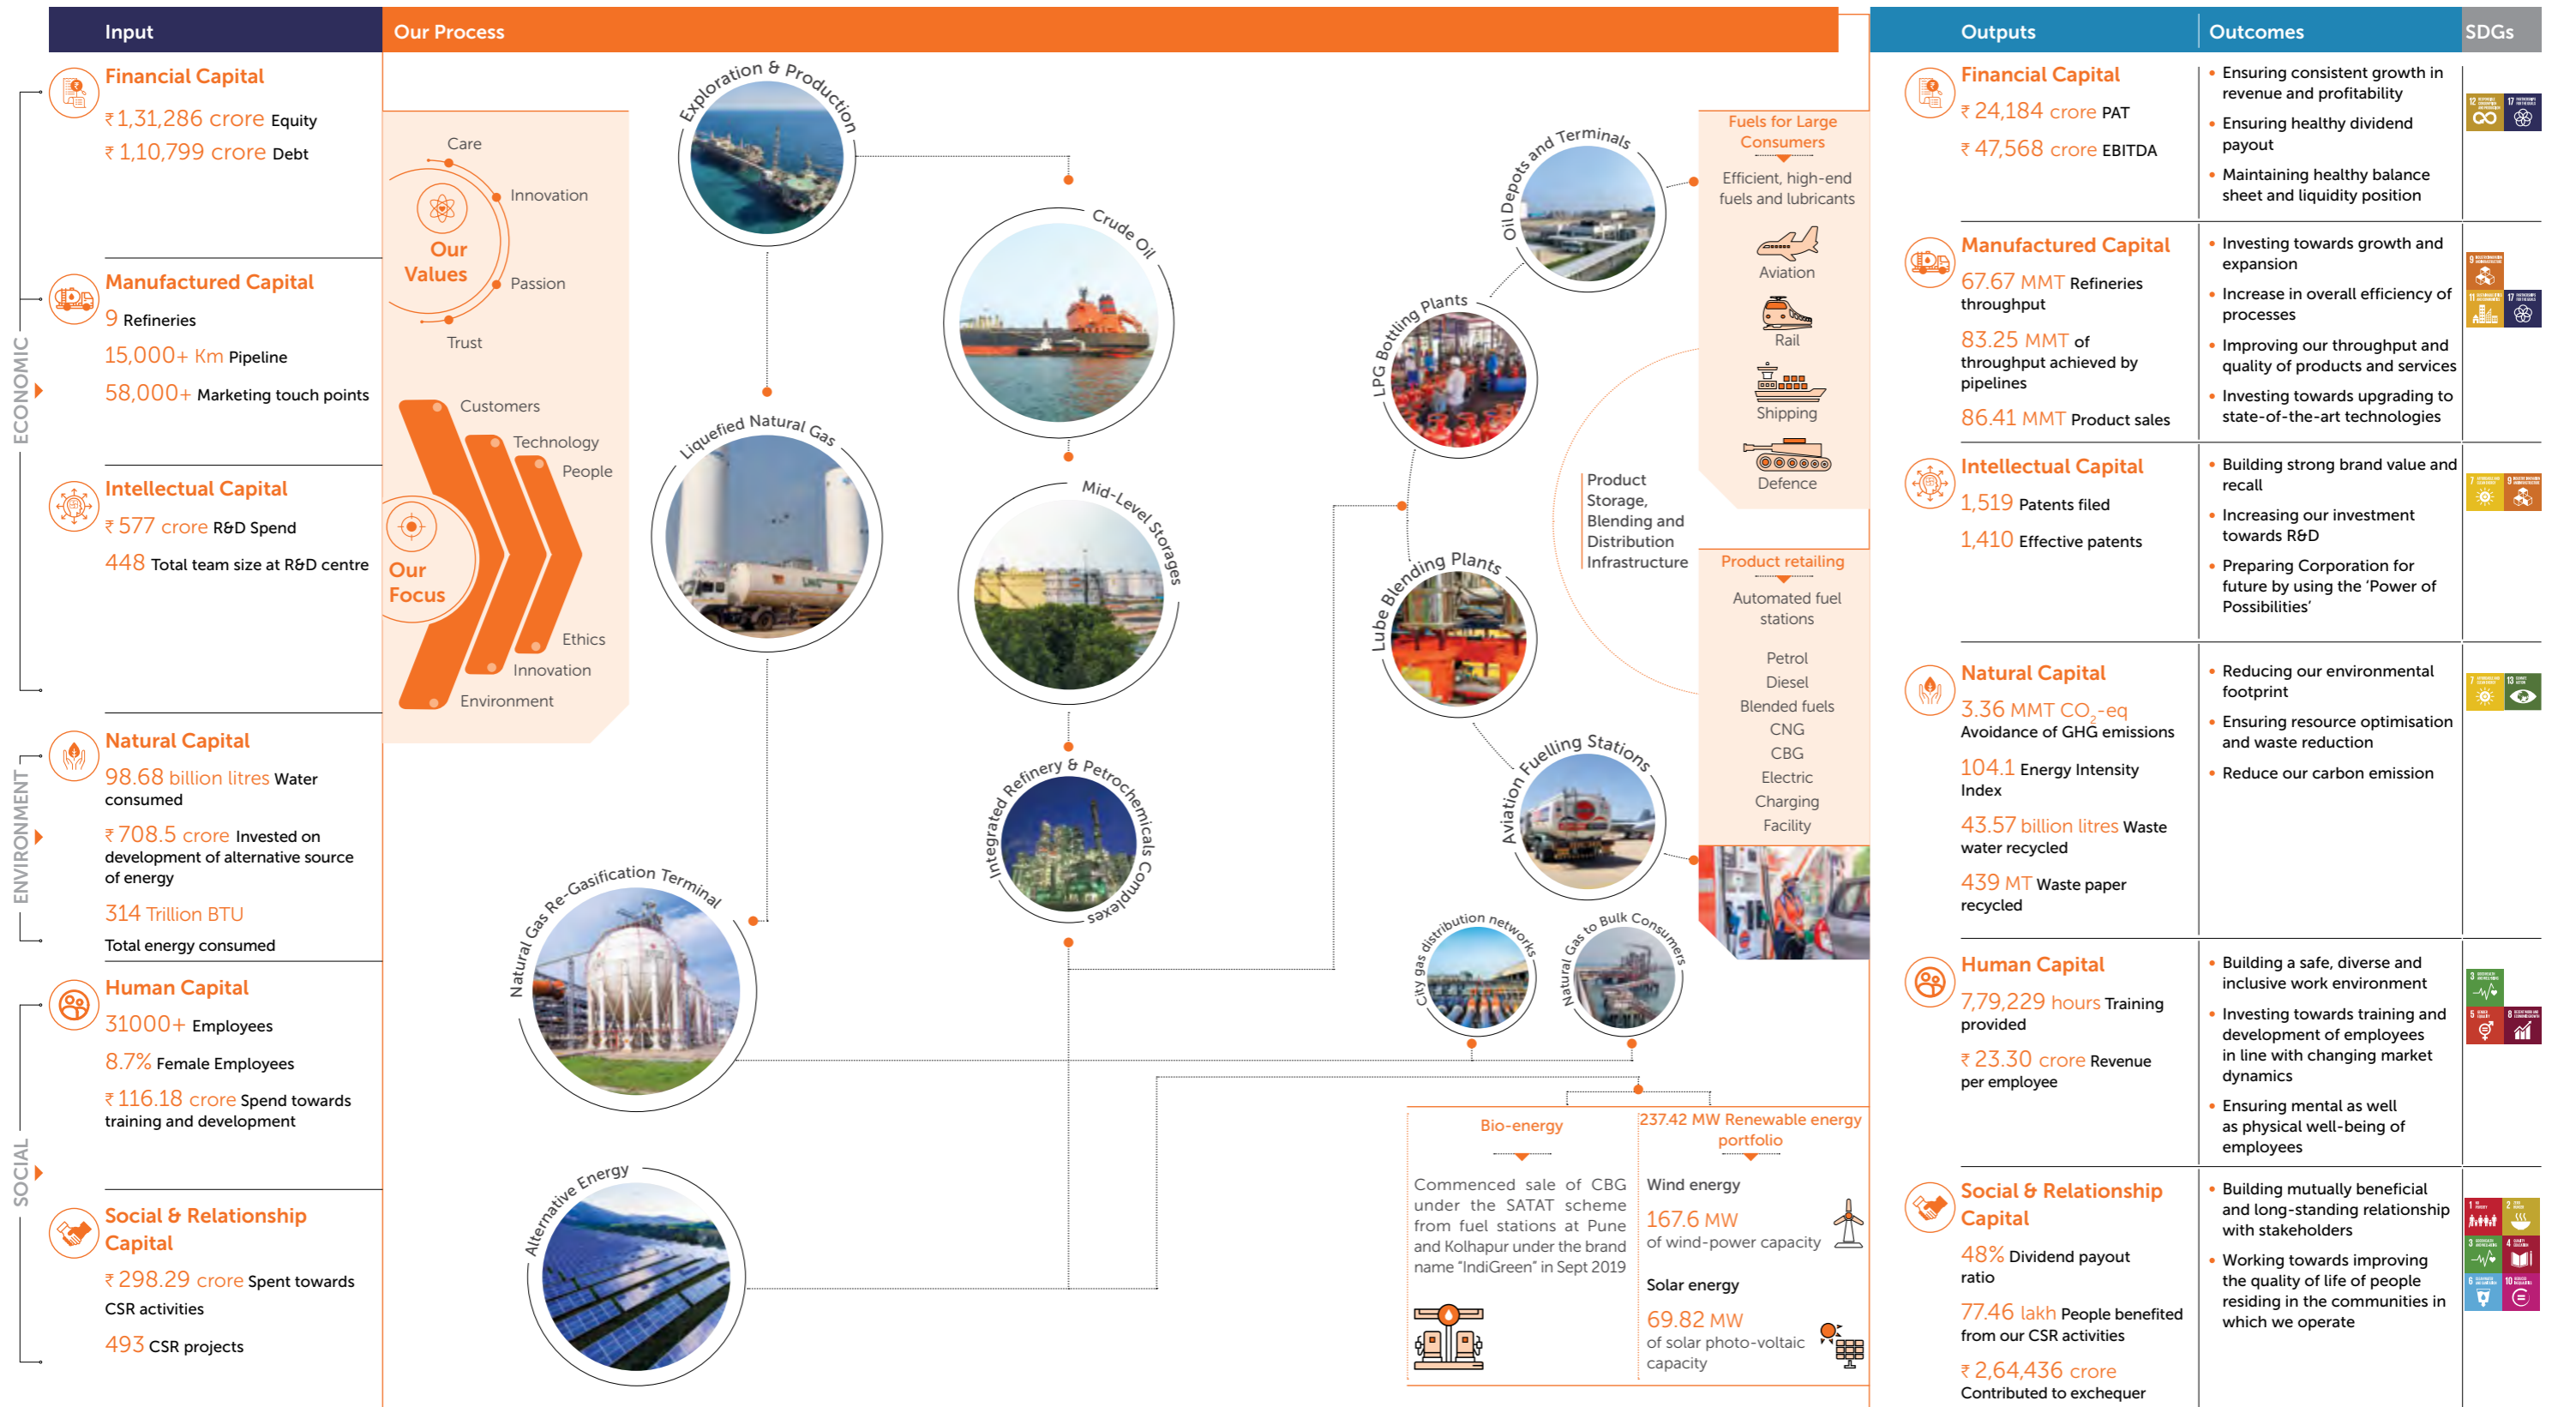 Input
Our Process
Outputs
Outcomes
SDGs
ECONOMIC
Financial Capital
₹ 1,31,286 crore Equity
₹ 1,10,799 crore Debt
Manufactured Capital
9 Refineries
15,000+ Km Pipeline
58,000+ Marketing touch points
Intellectual Capital
₹ 577 crore R&D Spend
448 Total team size at R&D centre
ENVIRONMENT
Natural Capital
98.68 billion litres Water
consumed
₹ 708.5 crore Invested on
development of alternative source
of energy
314 Trillion BTU
Total energy consumed
SOCIAL
Human Capital
31000+ Employees
8.7% Female Employees
₹ 116.18 crore Spend towards
training and development
Social & Relationship
Capital
₹ 298.29 crore Spent towards
CSR activities
493 CSR projects
Our
Values
Care
Innovation
Passion
Trust
Our
Focus
Customers
Technology
People
Ethics
Innovation
Environment
Exploration & Production
Crude Oil
Liquefied Natural Gas
Mid-Level Storages
Integrated Refinery & Petrochemicals Complexes
Natural Gas Re-Gasification Terminal
Alternative Energy
Oil Depots and Terminals
LPG Bottling Plants
Lube Blending Plants
Aviation Fuelling Stations
City gas distribution networks
Natural Gas to Bulk Consumers
Product
Storage,
Blending and
Distribution
Infrastructure
Fuels for Large
Consumers
Efficient, high-end
fuels and lubricants
Aviation
Rail
Shipping
Defence
Product retailing
Automated fuel
stations
Petrol
Diesel
Blended fuels
CNG
CBG
Electric
Charging
Facility
Bio-energy
Commenced sale of CBG
under the SATAT scheme
from fuel stations at Pune
and Kolhapur under the brand
name "IndiGreen" in Sept 2019
237.42 MW Renewable energy
portfolio
Wind energy
167.6 MW
of wind-power capacity
Solar energy
69.82 MW
of solar photo-voltaic
capacity
Financial Capital
₹ 24,184 crore PAT
₹ 47,568 crore EBITDA
• Ensuring consistent growth in
revenue and profitability
• Ensuring healthy dividend
payout
• Maintaining healthy balance
sheet and liquidity position
12
17
Manufactured Capital
67.67 MMT Refineries
throughput
83.25 MMT of
throughput achieved by
pipelines
86.41 MMT Product sales
• Investing towards growth and
expansion
• Increase in overall efficiency of
processes
• Improving our throughput and
quality of products and services
• Investing towards upgrading to
state-of-the-art technologies
9
11
17
Intellectual Capital
1,519 Patents filed
1,410 Effective patents
• Building strong brand value and
recall
• Increasing our investment
towards R&D
• Preparing Corporation for
future by using the ‘Power of
Possibilities’
7
9
Natural Capital
3.36 MMT CO₂-eq
Avoidance of GHG emissions
104.1 Energy Intensity
Index
43.57 billion litres Waste
water recycled
439 MT Waste paper
recycled
• Reducing our environmental
footprint
• Ensuring resource optimisation
and waste reduction
• Reduce our carbon emission
7
13
Human Capital
7,79,229 hours Training
provided
₹ 23.30 crore Revenue
per employee
• Building a safe, diverse and
inclusive work environment
• Investing towards training and
development of employees
in line with changing market
dynamics
• Ensuring mental as well
as physical well-being of
employees
3
5
8
Social & Relationship
Capital
48% Dividend payout
ratio
77.46 lakh People benefited
from our CSR activities
₹ 2,64,436 crore
Contributed to exchequer
• Building mutually beneficial
and long-standing relationship
with stakeholders
• Working towards improving
the quality of life of people
residing in the communities in
which we operate
1
2
3
4
6
10